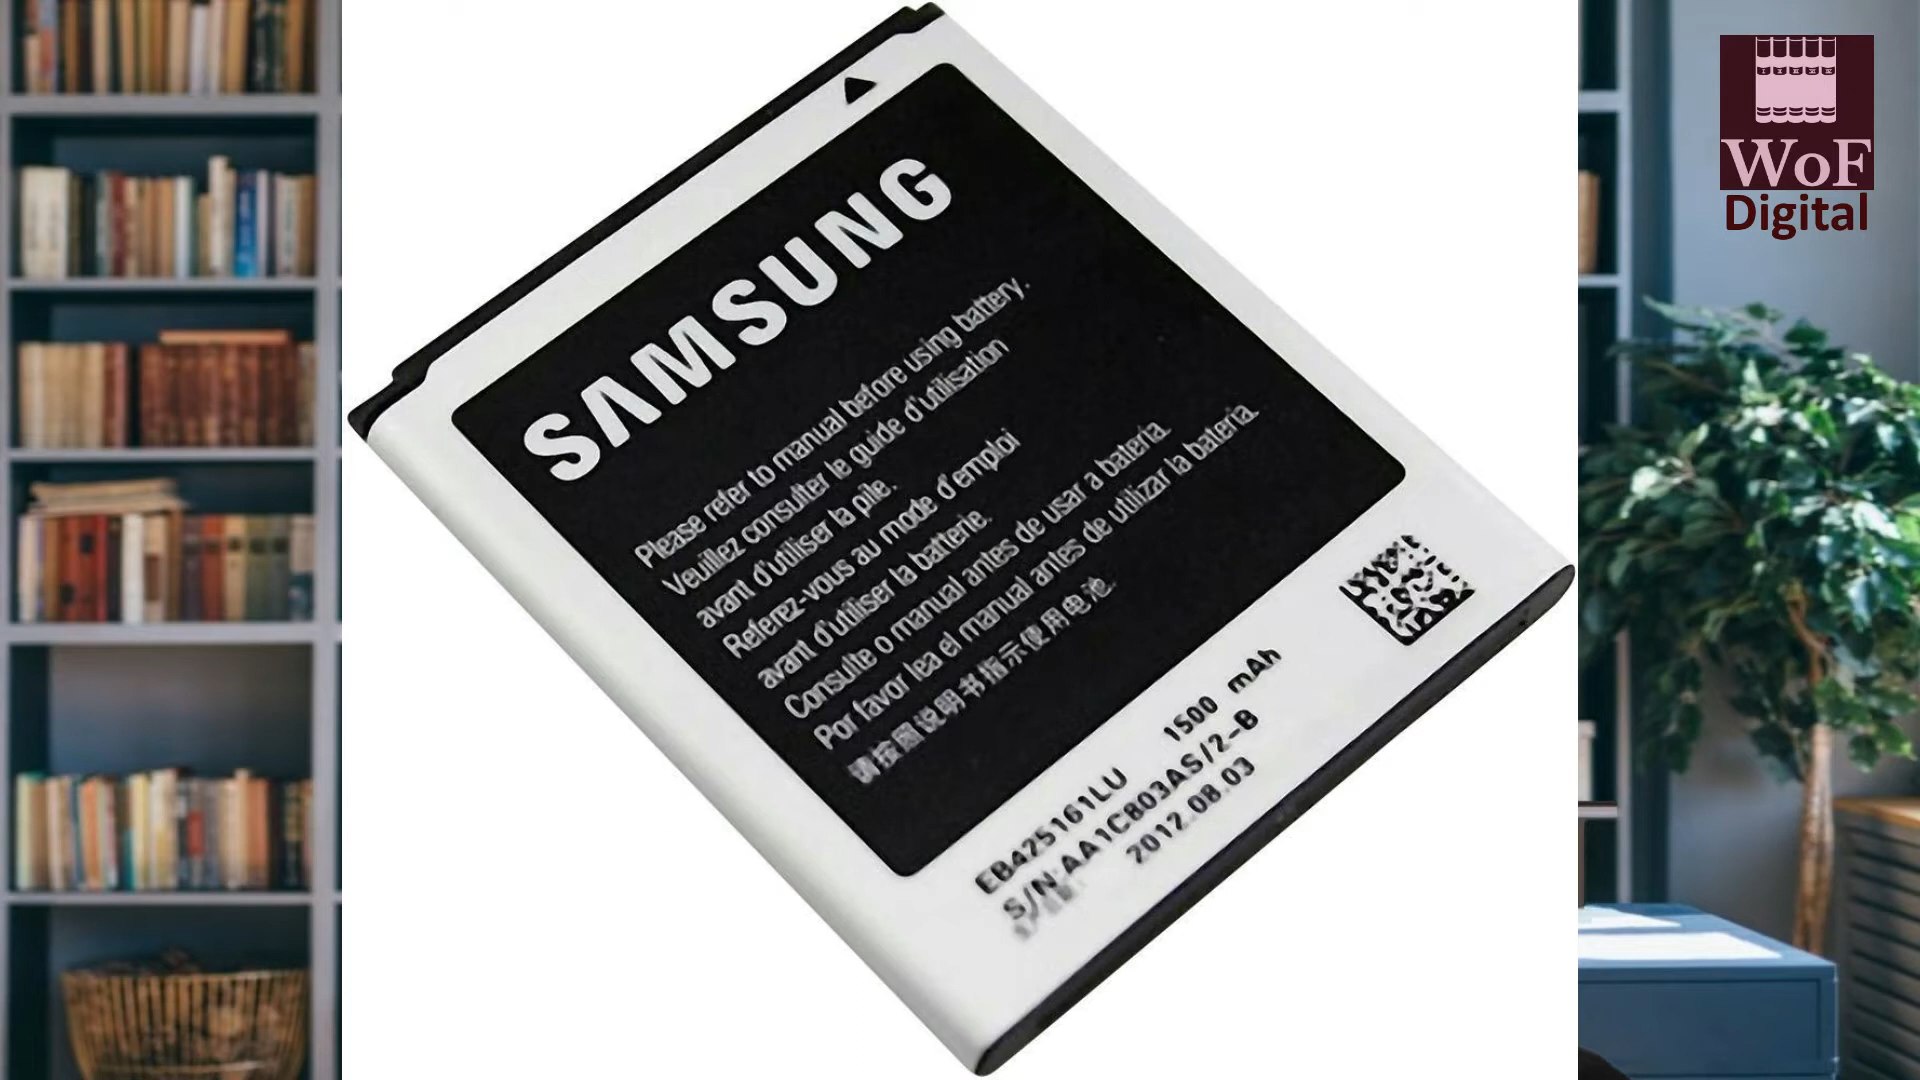 SAMSUNG
Please refer to manual before using battery.
Veuillez consulter le guide d'utilisation
avant d'utiliser la pile.
Referez-vous au mode d'emploi
avant d'utiliser la batterie.
Consulte o manual antes de usar a bateria.
Por favor lea el manual antes de utilizar la bateria.
请按照说明书指示使用电池.
EB425161LU 1500 mAh
S/N:AA1C803AS/2-B
2012.08.03
WoF
Digital